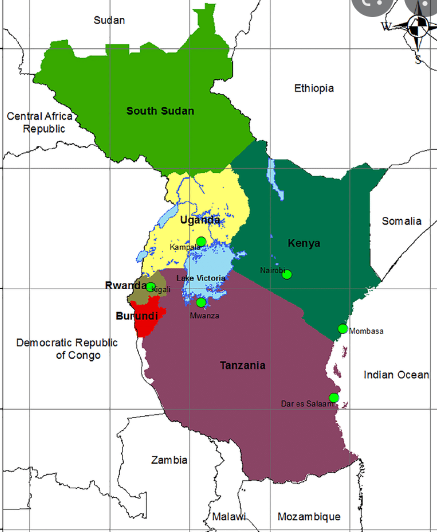 Sudan
W
S
South Sudan
Ethiopia
Central Africa
Republic
Somalia
Uganda
Kampala
Kenya
Nairobi
Lake Victoria
Rwanda
Kigali
Burundi
Mwanza
Mombasa
Democratic Republic
of Congo
Tanzania
Indian Ocean
Dar es Salaam
Zambia
Malawi
Mozambique